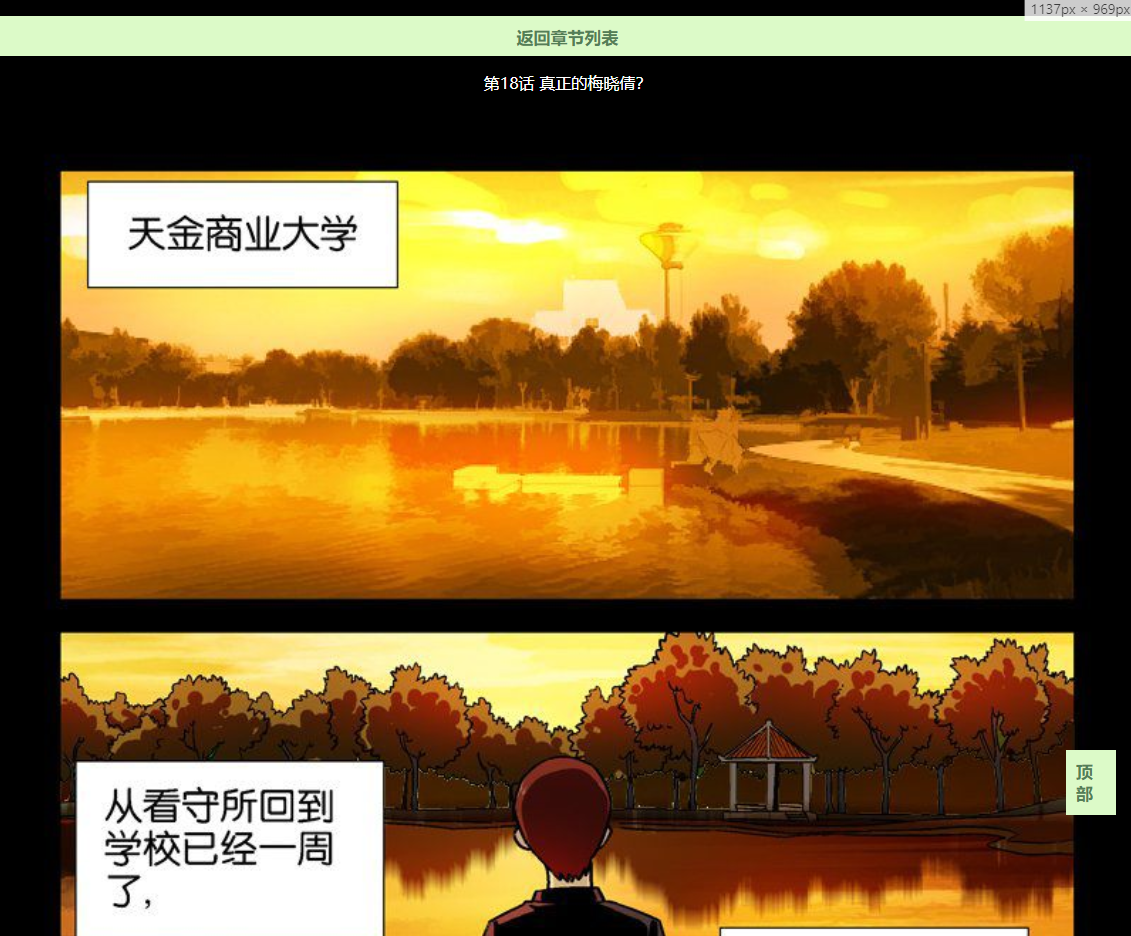 1137px × 969px
返回章节列表
第18话 真正的梅晓倩?
天金商业大学
从看守所回到
学校已经一周
了，
顶
部